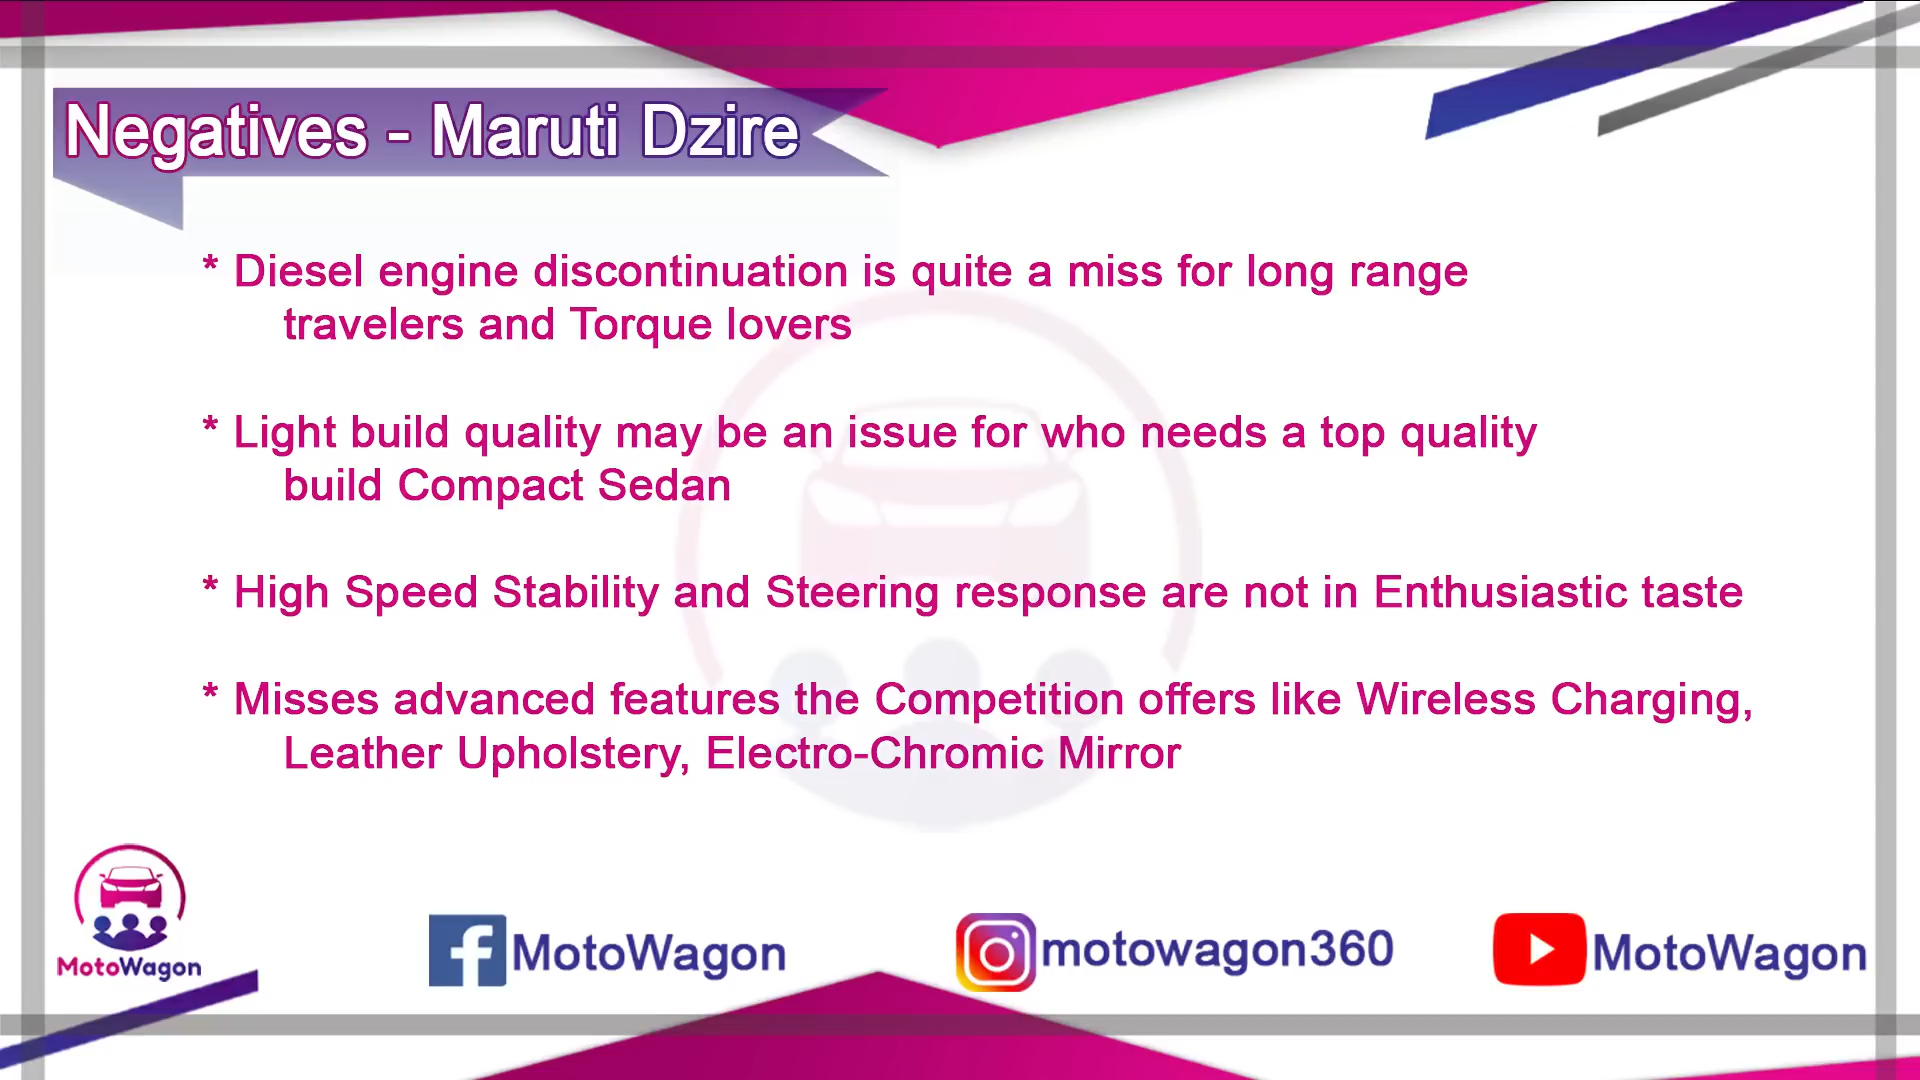 Negatives - Maruti Dzire
* Diesel engine discontinuation is quite a miss for long range
travelers and Torque lovers
* Light build quality may be an issue for who needs a top quality
build Compact Sedan
* High Speed Stability and Steering response are not in Enthusiastic taste
* Misses advanced features the Competition offers like Wireless Charging,
Leather Upholstery, Electro-Chromic Mirror
MotoWagon
MotoWagon
motowagon360
MotoWagon